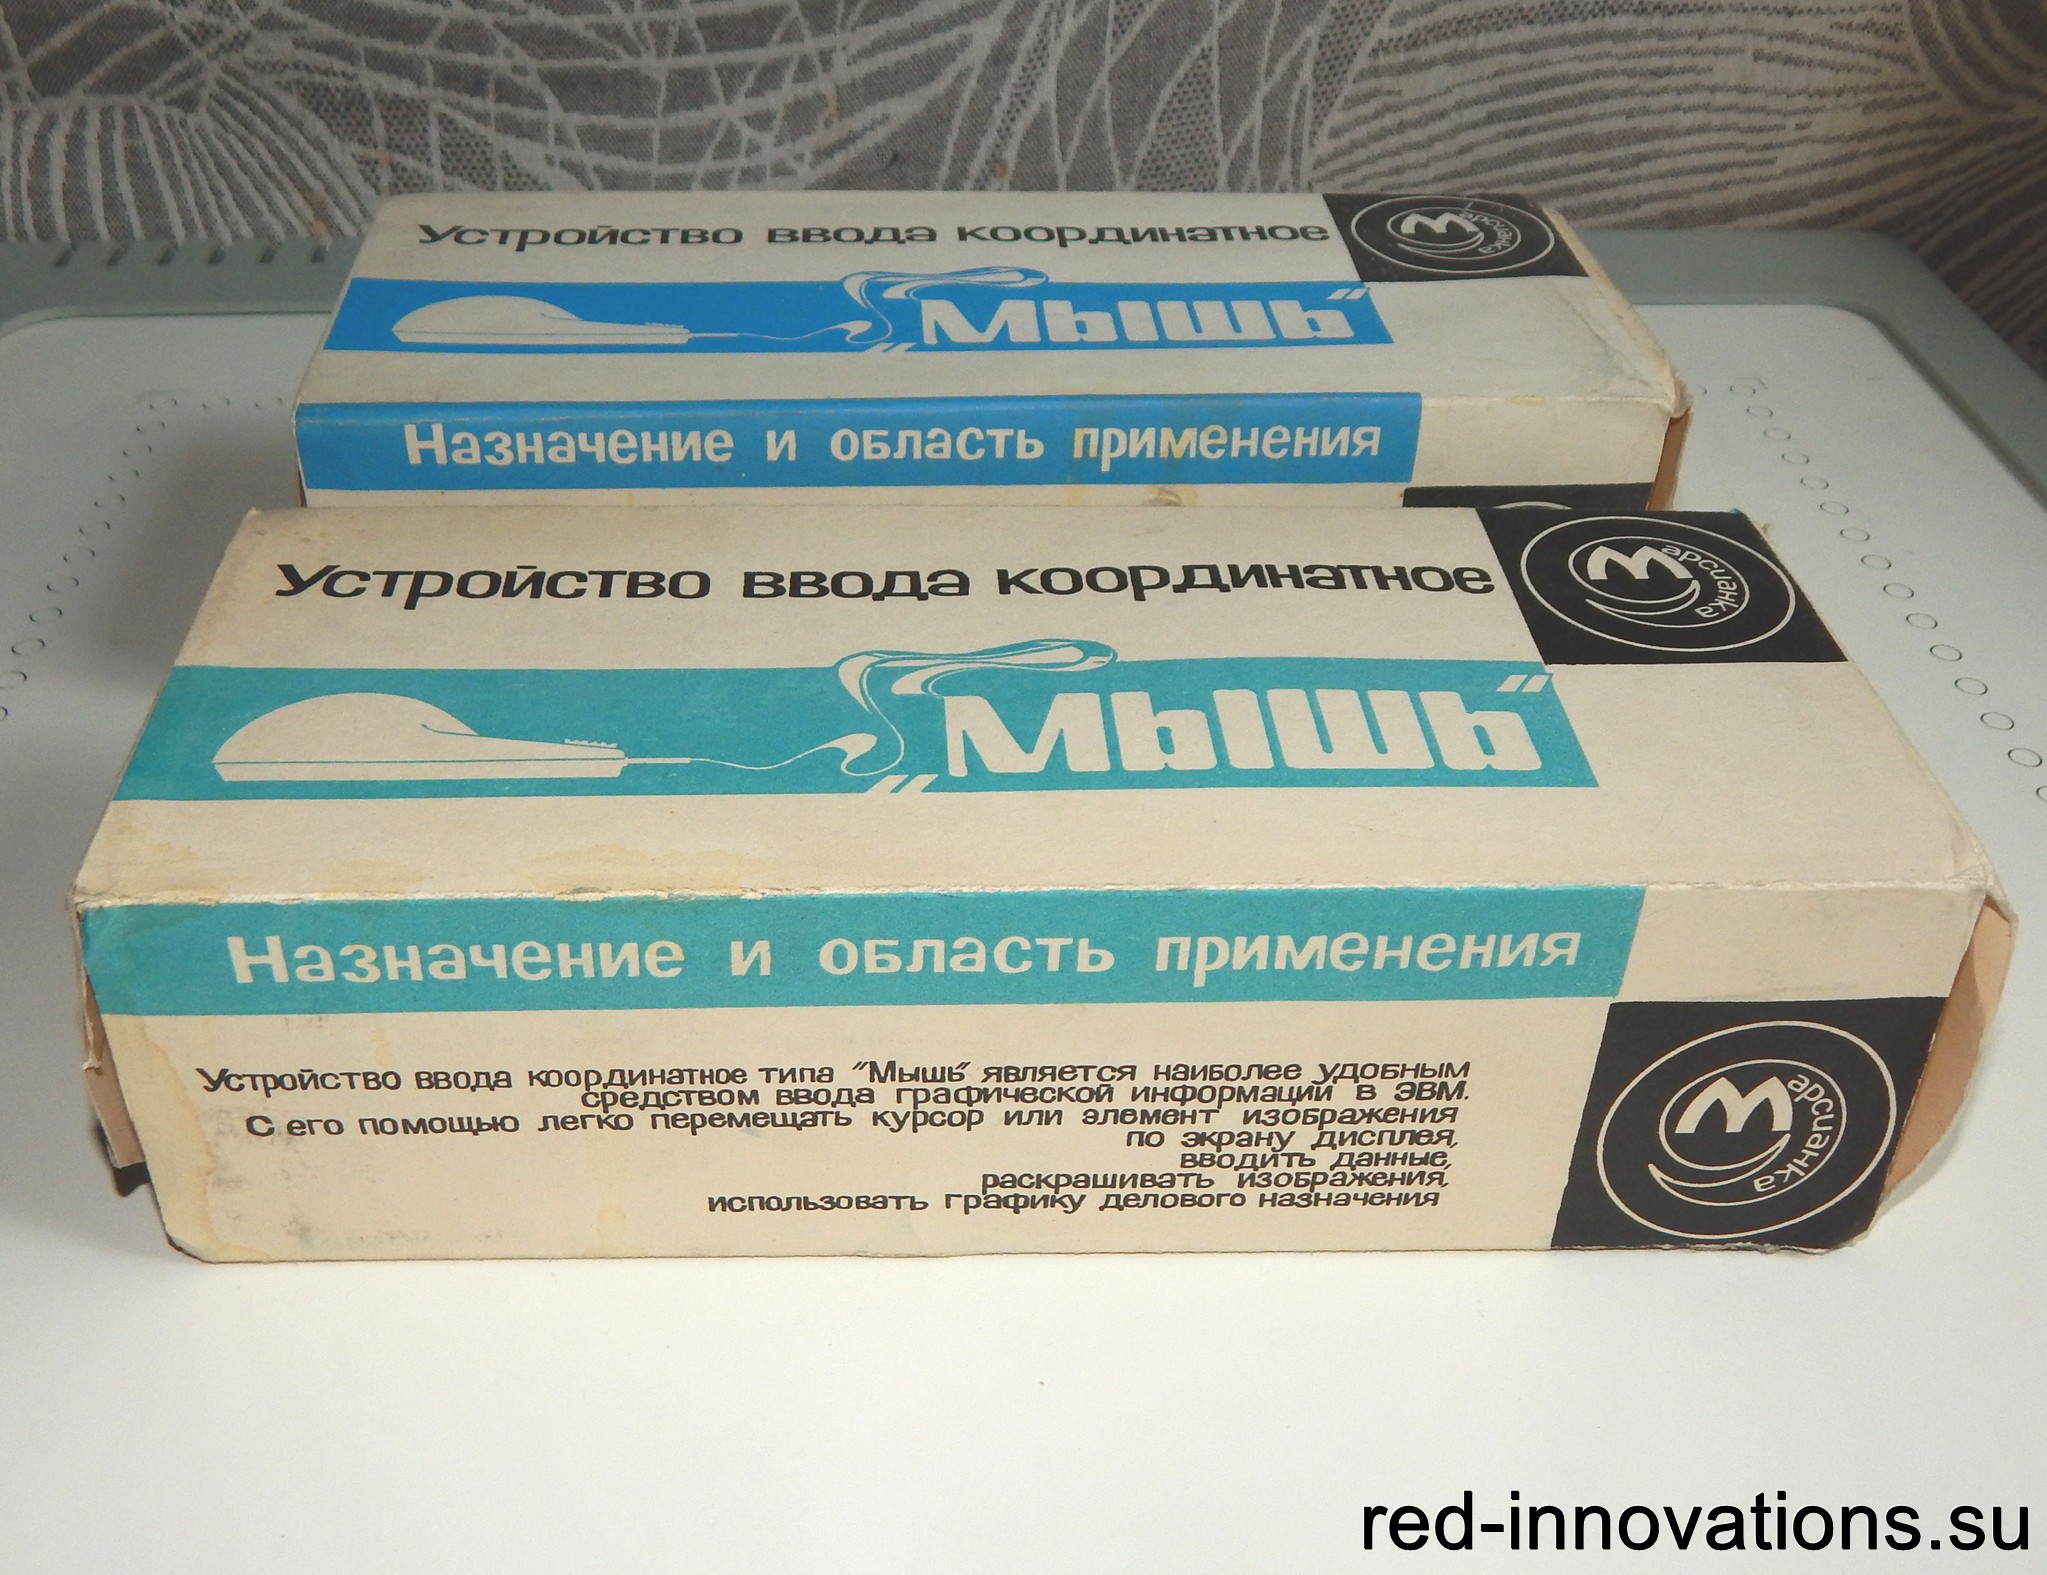 Устройство ввода координатное
Марсианка
„Мышь"
Назначение и область применения
Устройство ввода координатное
Марсианка
„Мышь"
Назначение и область применения
Устройство ввода координатное типа "Мышь" является наиболее удобным
средством ввода графической информации в ЭВМ.
С его помощью легко перемещать курсор или элемент изображения
по экрану дисплея,
вводить данные,
раскрашивать изображения,
использовать графику делового назначения
Марсианка
red-innovations.su